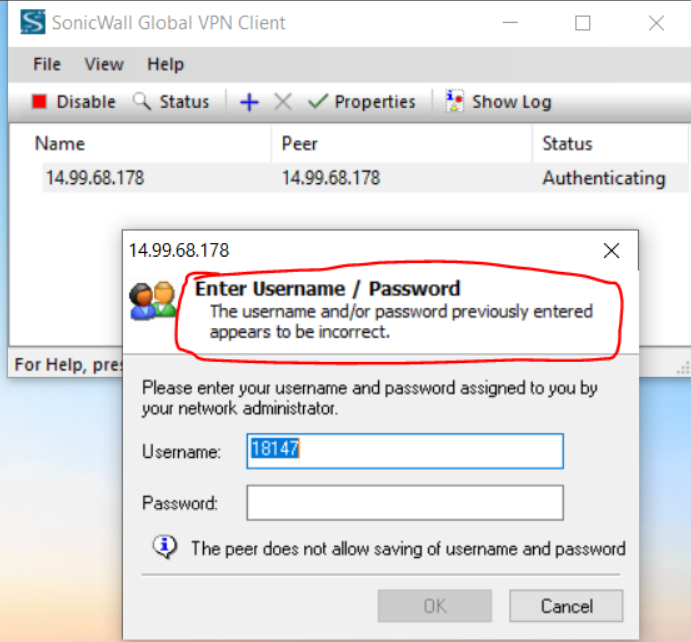 SonicWall Global VPN Client
File View Help
Disable Status Properties Show Log
Name Peer Status
14.99.68.178 14.99.68.178 Authenticating
14.99.68.178
Enter Username / Password
The username and/or password previously entered
appears to be incorrect.
For Help, pres
Please enter your username and password assigned to you by
your network administrator.
Username: 18147
Password:
The peer does not allow saving of username and password
OK Cancel